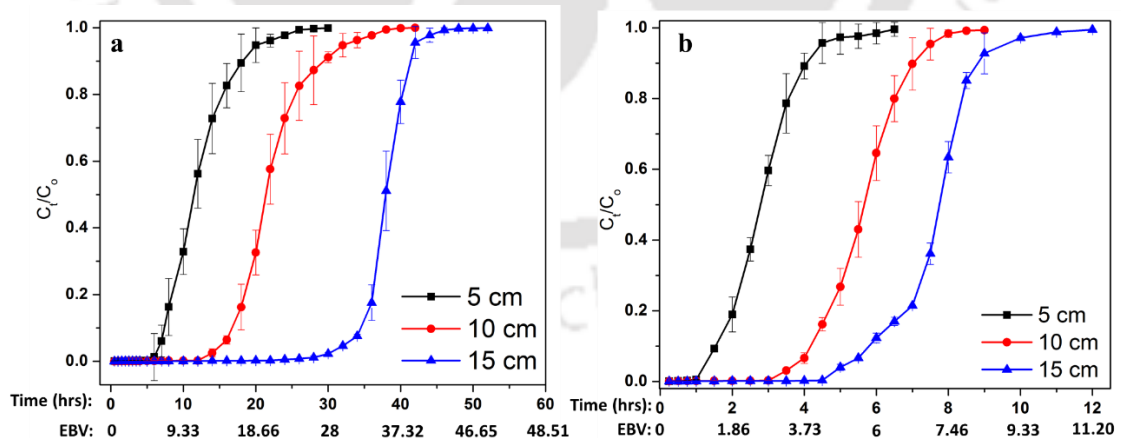 a
1.0
0.8
0.6
0.4
0.2
0.0
Ct/Co
5 cm
10 cm
15 cm
Time (hrs): 0 10 20 30 40 50 60
EBV: 0 9.33 18.66 28 37.32 46.65 48.51
b
1.0
0.8
0.6
0.4
0.2
0.0
Ct/Co
5 cm
10 cm
15 cm
Time (hrs): 0 2 4 6 8 10 12
EBV: 0 1.86 3.73 6 7.46 9.33 11.20